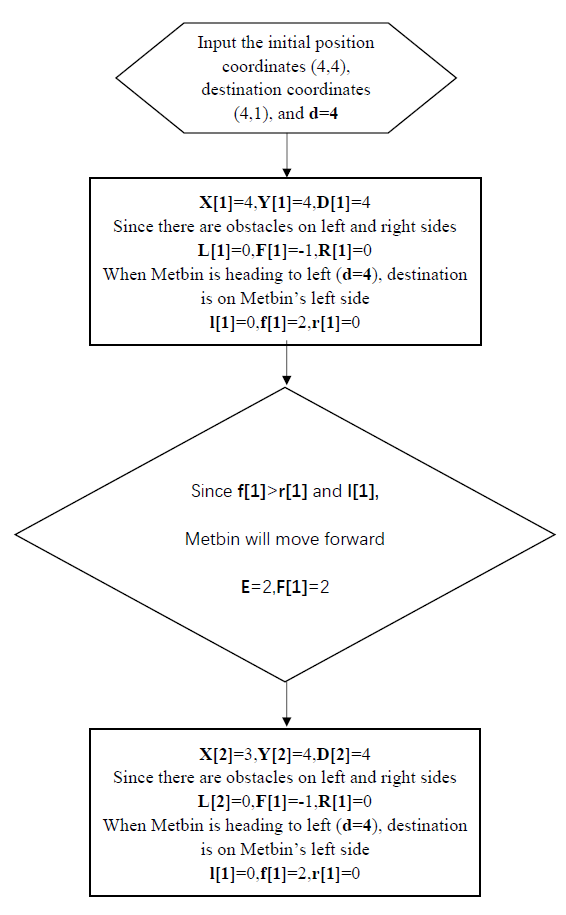 Input the initial position
coordinates (4,4),
destination coordinates
(4,1), and d=4
X[1]=4,Y[1]=4,D[1]=4
Since there are obstacles on left and right sides
L[1]=0,F[1]=-1,R[1]=0
When Metbin is heading to left (d=4), destination
is on Metbin’s left side
l[1]=0,f[1]=2,r[1]=0
Since f[1]>r[1] and l[1],
Metbin will move forward
E=2,F[1]=2
X[2]=3,Y[2]=4,D[2]=4
Since there are obstacles on left and right sides
L[2]=0,F[1]=-1,R[1]=0
When Metbin is heading to left (d=4), destination
is on Metbin’s left side
l[1]=0,f[1]=2,r[1]=0